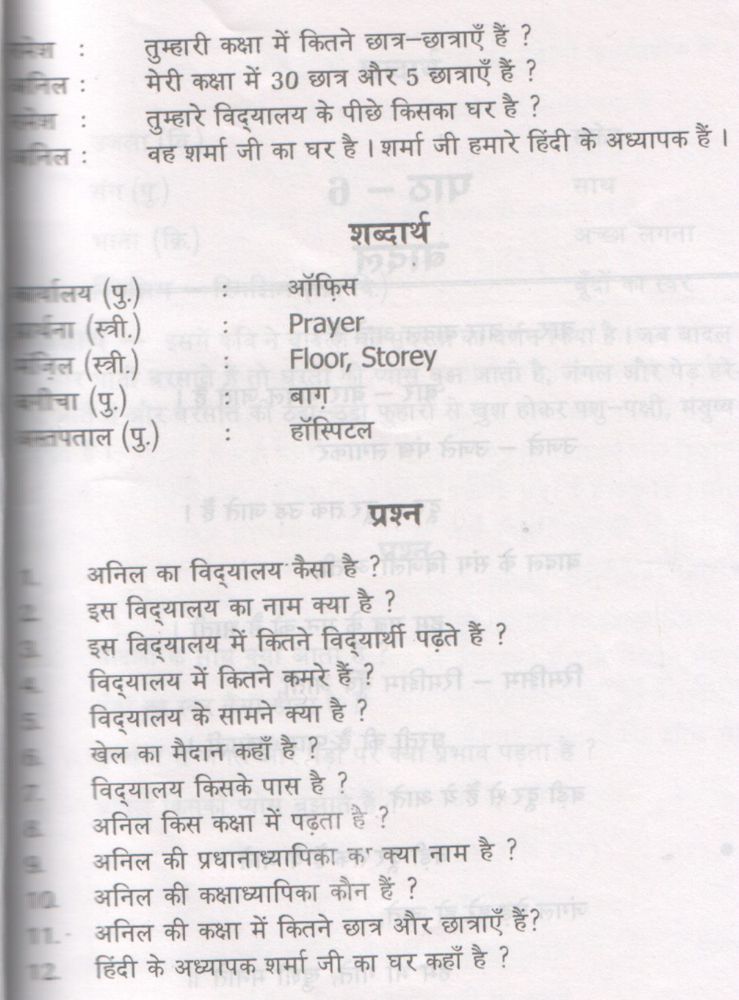 रमेश : तुम्हारी कक्षा में कितने छात्र–छात्राएँ हैं ?
अनिल : मेरी कक्षा में 30 छात्र और 5 छात्राएँ हैं ?
रमेश : तुम्हारे विद्‌यालय के पीछे किसका घर है ?
अनिल : वह शर्मा जी का घर है । शर्मा जी हमारे हिंदी के अध्यापक हैं ।
शब्दार्थ
कार्यालय (पु.) : ऑफ़िस
प्रार्थना (स्त्री.) : Prayer
मंज़िल (स्त्री.) : Floor, Storey
बगीचा (पु.) : बाग़
अस्तपताल (पु.) : हॉस्पिटल
प्रश्न
1. अनिल का विद्‌यालय कैसा है ?
2. इस विद्‌यालय का नाम क्या है ?
3. इस विद्‌यालय में कितने विद्‌यार्थी पढ़ते हैं ?
4. विद्‌यालय में कितने कमरे हैं ?
5. विद्‌यालय के सामने क्या है ?
6. खेल का मैदान कहाँ है ?
7. विद्‌यालय किसके पास है ?
8. अनिल किस कक्षा में पढ़ता है ?
9. अनिल की प्रधानाध्यापिका का क्या नाम है ?
10. अनिल की कक्षाध्यापिका कौन हैं ?
11. अनिल की कक्षा में कितने छात्र और छात्राएँ हैं?
12. हिंदी के अध्यापक शर्मा जी का घर कहाँ है ?